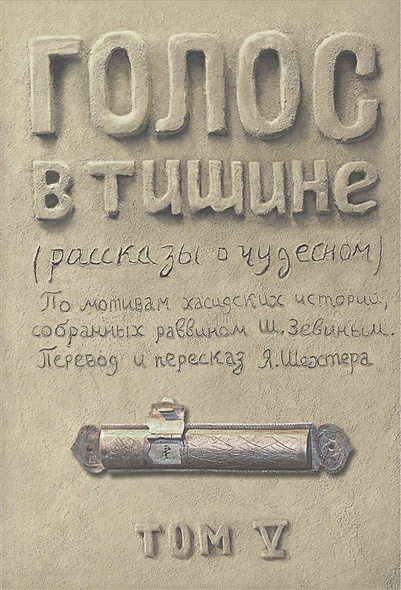 ГОЛОС
в тишине
(рассказы о чудесном)
По мотивам хасидских историй,
собранных раввином Ш. Зевиным.
Перевод и пересказ Я. Шехтера
ТОМ V